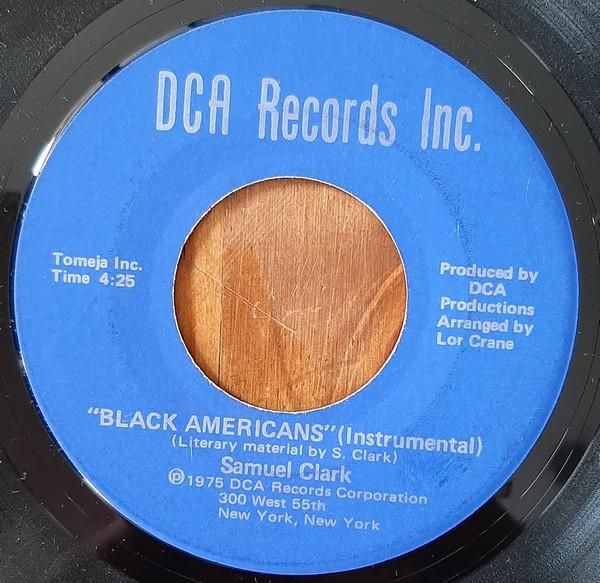 DCA Records Inc.
Tomeja Inc.
Time 4:25
Produced by
DCA
Productions
Arranged by
Lor Crane
"BLACK AMERICANS" (Instrumental)
(Literary material by S. Clark)
Samuel Clark
℗1975 DCA Records Corporation
300 West 55th
New York, New York